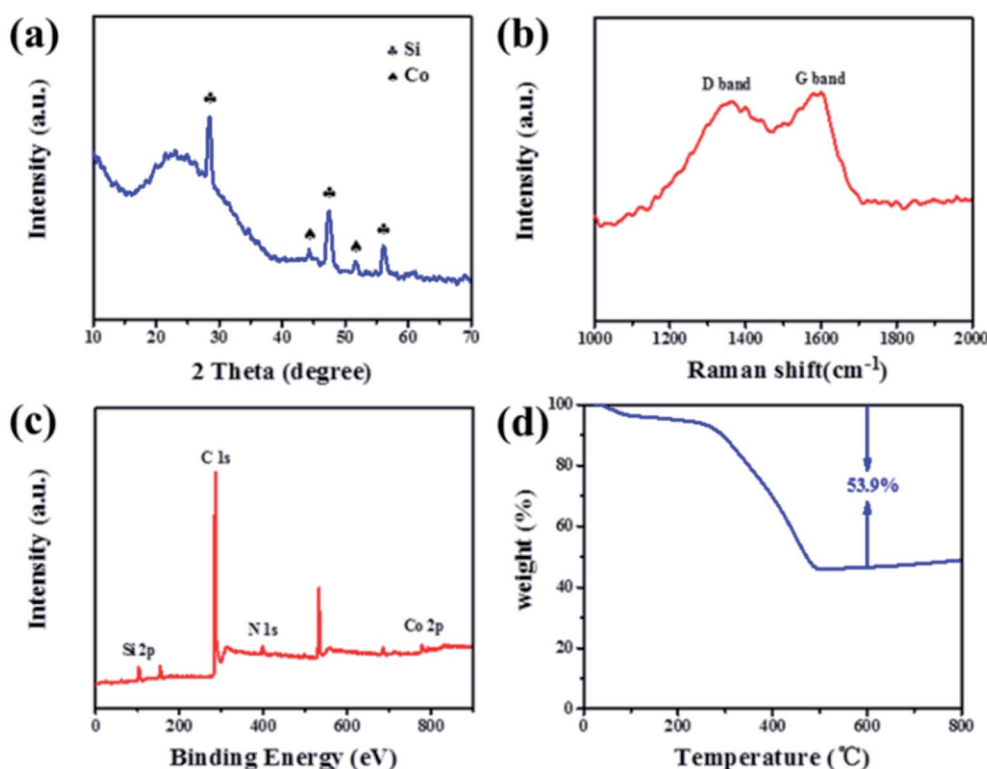 (a)
♣ Si
♠ Co
Intensity (a.u.)
10 20 30 40 50 60 70
2 Theta (degree)
(b)
D band
G band
Intensity (a.u.)
1000 1200 1400 1600 1800 2000
Raman shift(cm⁻¹)
(c)
C 1s
N 1s
Si 2p
Co 2p
Intensity (a.u.)
0 200 400 600 800
Binding Energy (eV)
(d)
100
80
60
40
20
0
53.9%
weight (%)
0 200 400 600 800
Temperature (℃)